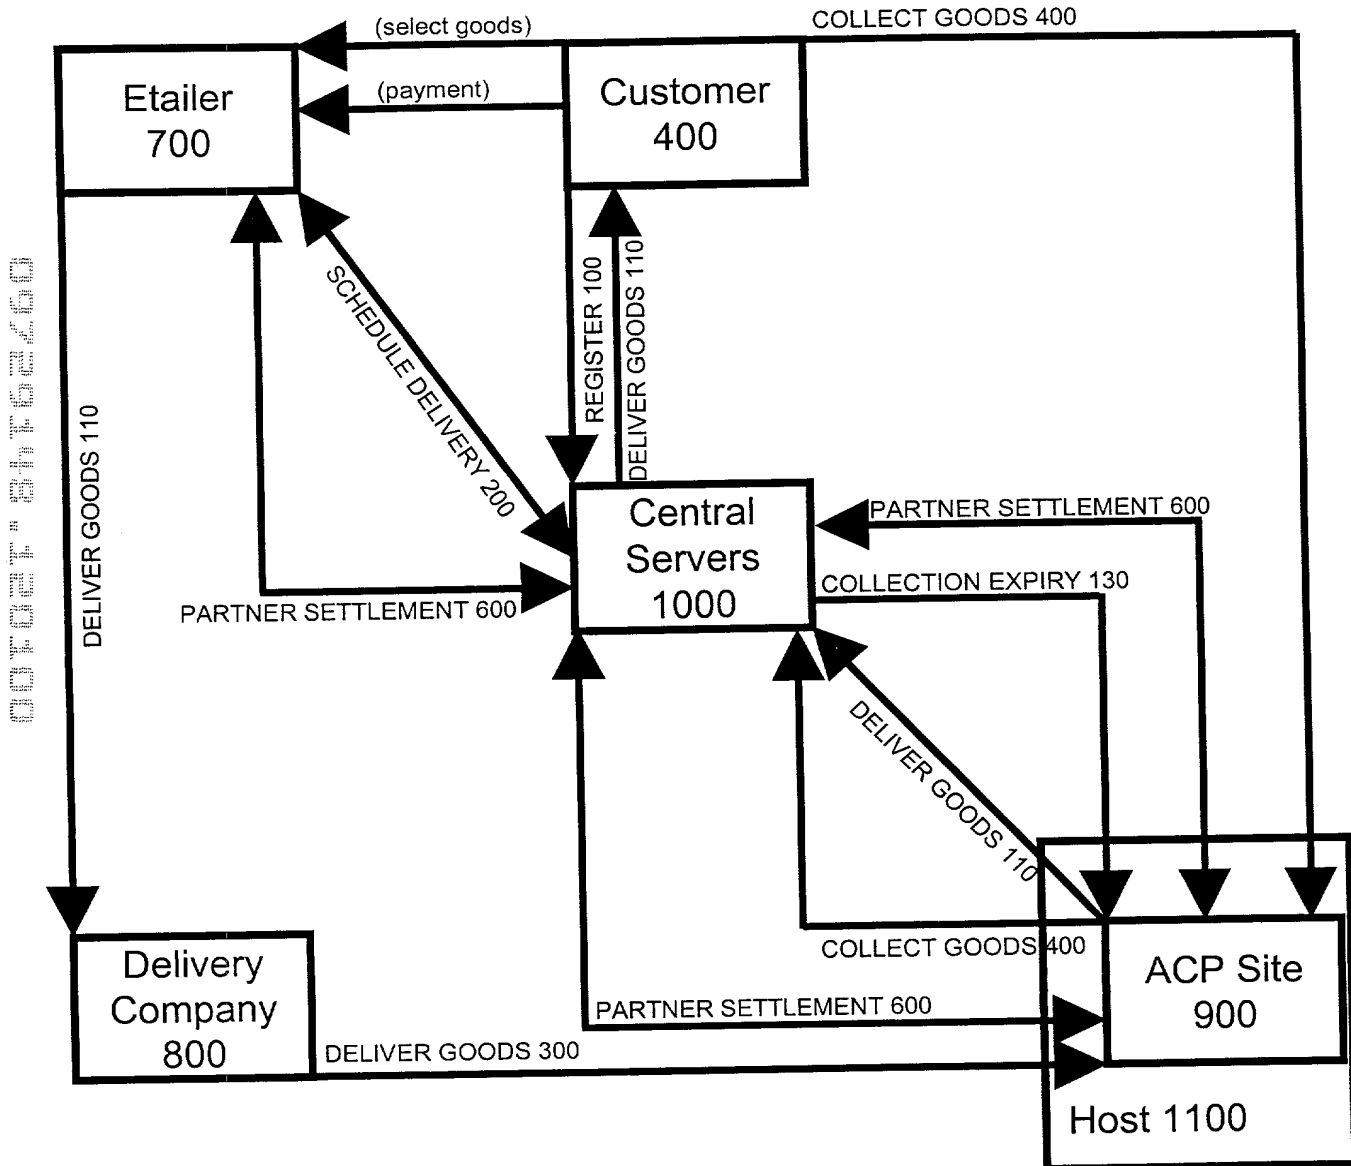 (select goods)
COLLECT GOODS 400
Etailer
700
(payment)
Customer
400
SCHEDULE DELIVERY 200
REGISTER 100
DELIVER GOODS 110
DELIVER GOODS 110
Central
Servers
1000
PARTNER SETTLEMENT 600
COLLECTION EXPIRY 130
PARTNER SETTLEMENT 600
DELIVER GOODS 110
COLLECT GOODS 400
Delivery
Company
800
ACP Site
900
PARTNER SETTLEMENT 600
DELIVER GOODS 300
Host 1100